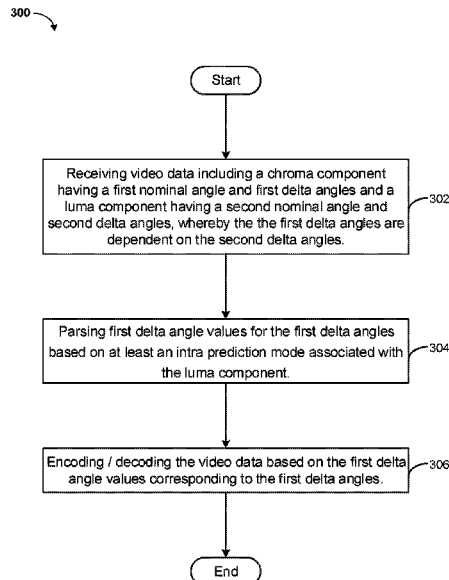 300
Start
Receiving video data including a chroma component
having a first nominal angle and first delta angles and a
luma component having a second nominal angle and
second delta angles, whereby the the first delta angles are
dependent on the second delta angles.
302
Parsing first delta angle values for the first delta angles
based on at least an intra prediction mode associated with
the luma component.
304
Encoding / decoding the video data based on the first delta
angle values corresponding to the first delta angles.
306
End